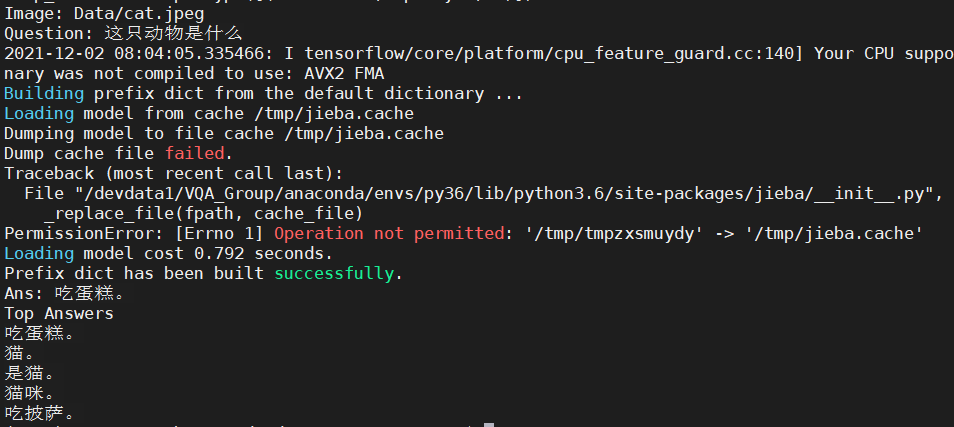 Image: Data/cat.jpeg
Question: 这只动物是什么
2021-12-02 08:04:05.335466: I tensorflow/core/platform/cpu_feature_guard.cc:140] Your CPU suppo
nary was not compiled to use: AVX2 FMA
Building prefix dict from the default dictionary ...
Loading model from cache /tmp/jieba.cache
Dumping model to file cache /tmp/jieba.cache
Dump cache file failed.
Traceback (most recent call last):
File "/devdata1/VQA_Group/anaconda/envs/py36/lib/python3.6/site-packages/jieba/__init__.py",
_replace_file(fpath, cache_file)
PermissionError: [Errno 1] Operation not permitted: '/tmp/tmpzxsmuydy' -> '/tmp/jieba.cache'
Loading model cost 0.792 seconds.
Prefix dict has been built successfully.
Ans: 吃蛋糕。
Top Answers
吃蛋糕。
猫。
是猫。
猫咪。
吃披萨。